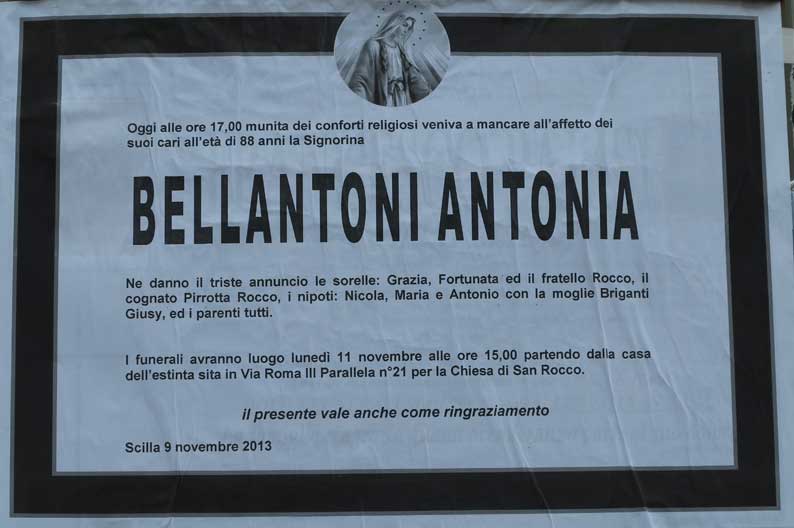 Oggi alle ore 17,00 munita dei conforti religiosi veniva a mancare all'affetto dei
suoi cari all'età di 88 anni la Signorina
BELLANTONI ANTONIA
Ne danno il triste annuncio le sorelle: Grazia, Fortunata ed il fratello Rocco, il
cognato Pirrotta Rocco, i nipoti: Nicola, Maria e Antonio con la moglie Briganti
Giusy, ed i parenti tutti.
I funerali avranno luogo lunedì 11 novembre alle ore 15,00 partendo dalla casa
dell'estinta sita in Via Roma III Parallela n°21 per la Chiesa di San Rocco.
il presente vale anche come ringraziamento
Scilla 9 novembre 2013